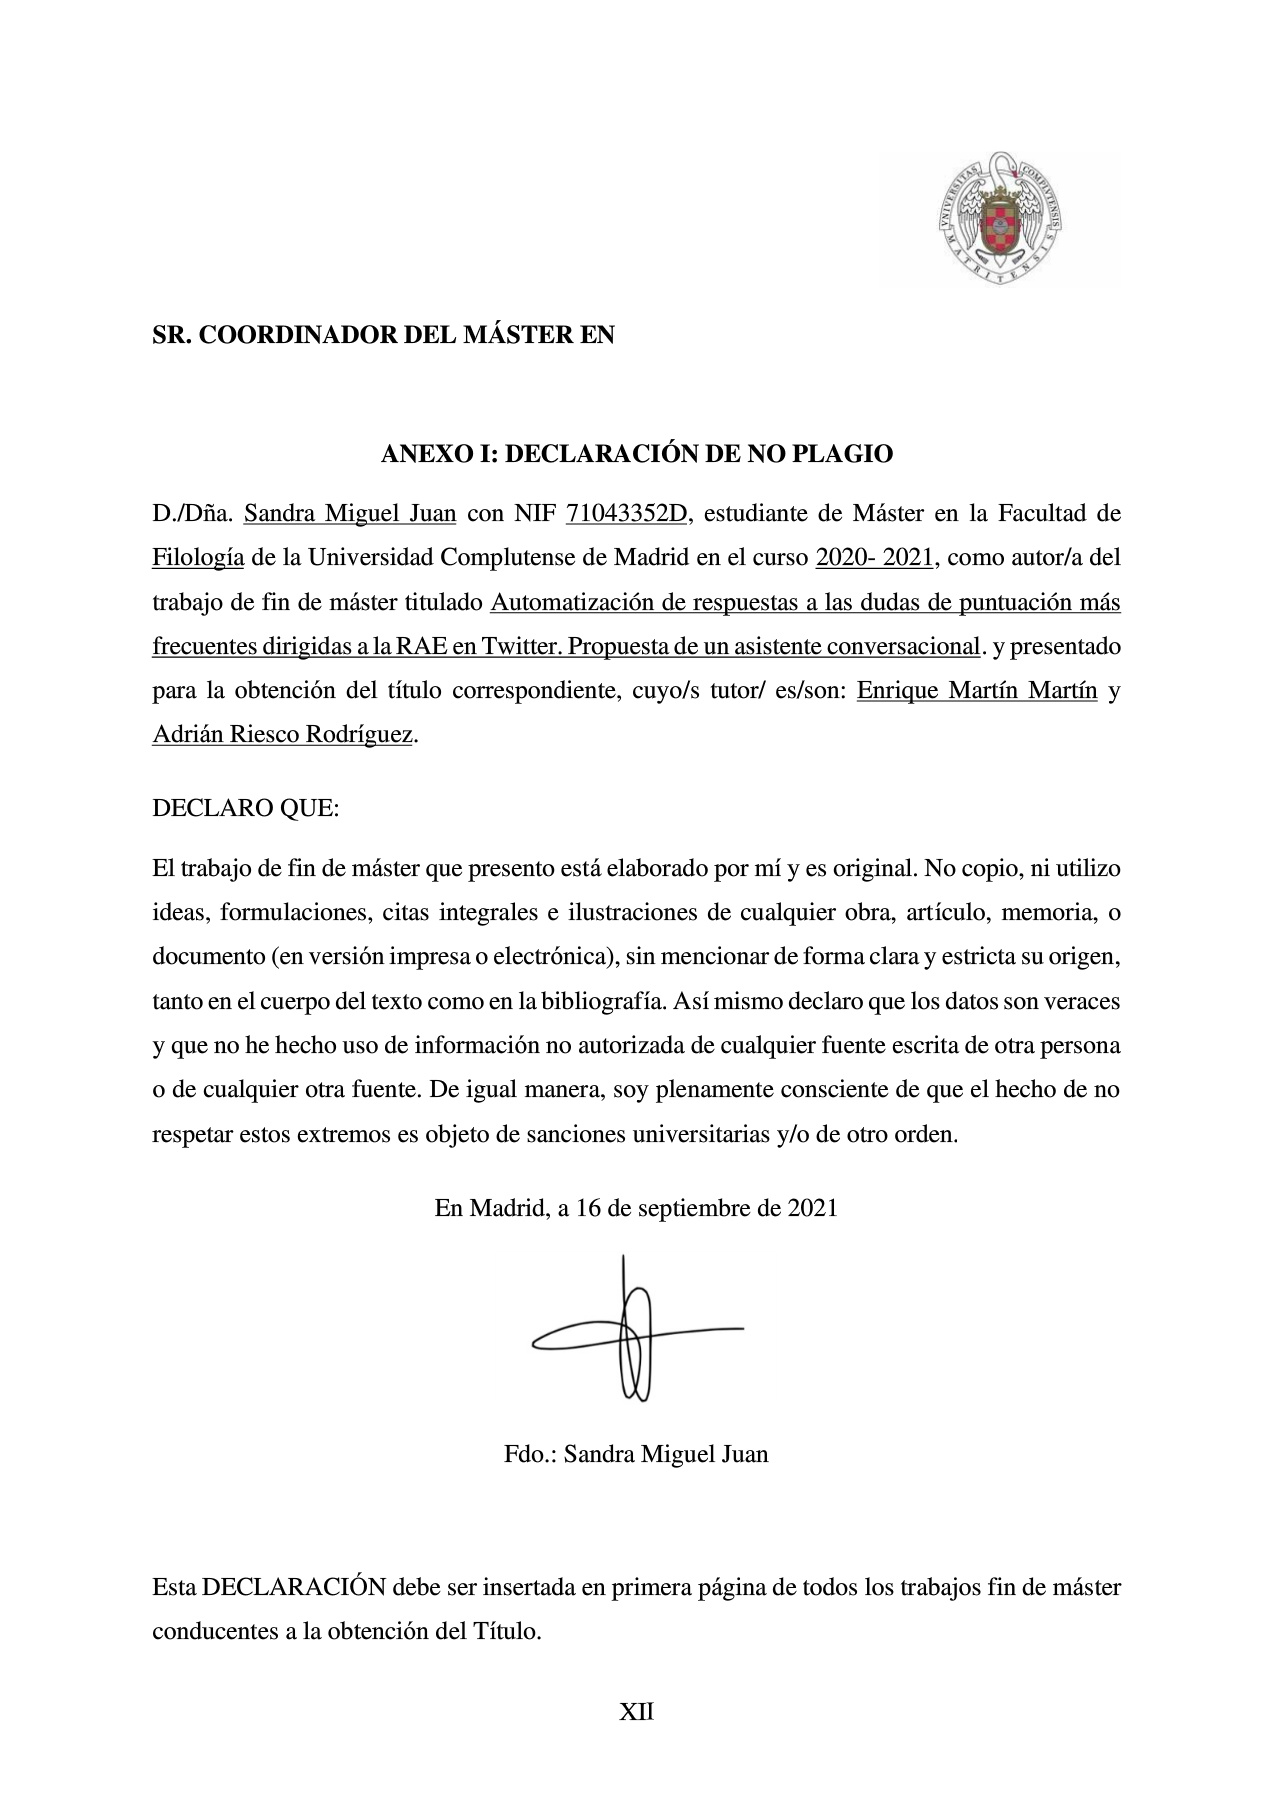 VNIVERSITAS COMPLVTENSIS
MATRITENSIS
SR. COORDINADOR DEL MÁSTER EN
ANEXO I: DECLARACIÓN DE NO PLAGIO
D./Dña. Sandra Miguel Juan con NIF 71043352D, estudiante de Máster en la Facultad de
Filología de la Universidad Complutense de Madrid en el curso 2020- 2021, como autor/a del
trabajo de fin de máster titulado Automatización de respuestas a las dudas de puntuación más
frecuentes dirigidas a la RAE en Twitter. Propuesta de un asistente conversacional. y presentado
para la obtención del título correspondiente, cuyo/s tutor/ es/son: Enrique Martín Martín y
Adrián Riesco Rodríguez.
DECLARO QUE:
El trabajo de fin de máster que presento está elaborado por mí y es original. No copio, ni utilizo
ideas, formulaciones, citas integrales e ilustraciones de cualquier obra, artículo, memoria, o
documento (en versión impresa o electrónica), sin mencionar de forma clara y estricta su origen,
tanto en el cuerpo del texto como en la bibliografía. Así mismo declaro que los datos son veraces
y que no he hecho uso de información no autorizada de cualquier fuente escrita de otra persona
o de cualquier otra fuente. De igual manera, soy plenamente consciente de que el hecho de no
respetar estos extremos es objeto de sanciones universitarias y/o de otro orden.
En Madrid, a 16 de septiembre de 2021
Fdo.: Sandra Miguel Juan
Esta DECLARACIÓN debe ser insertada en primera página de todos los trabajos fin de máster
conducentes a la obtención del Título.
XII